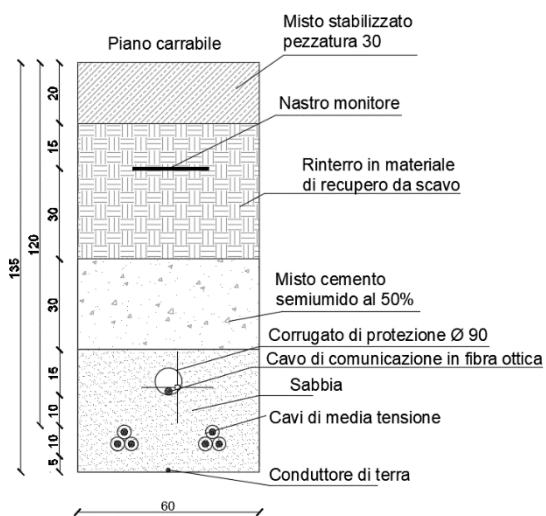 Misto stabilizzato
pezzatura 30
Piano carrabile
Nastro monitore
Rinterro in materiale
di recupero da scavo
Misto cemento
semiumido al 50%
Corrugato di protezione Ø 90
Cavo di comunicazione in fibra ottica
Sabbia
Cavi di media tensione
Conduttore di terra
20
15
30
30
15
10
10
5
120
135
60